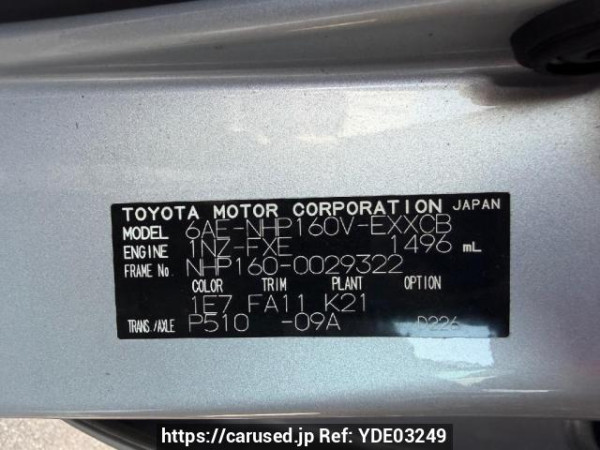 TOYOTA MOTOR CORPORATION JAPAN
MODEL 6AE-NHP160V-EXXCB
ENGINE 1NZ-FXE 1496 mL
FRAME No. NHP160-0029322
COLOR TRIM PLANT OPTION
1E7 FA11 K21
TRANS./AXLE P510 -09A D226
https://carused.jp Ref: YDE03249